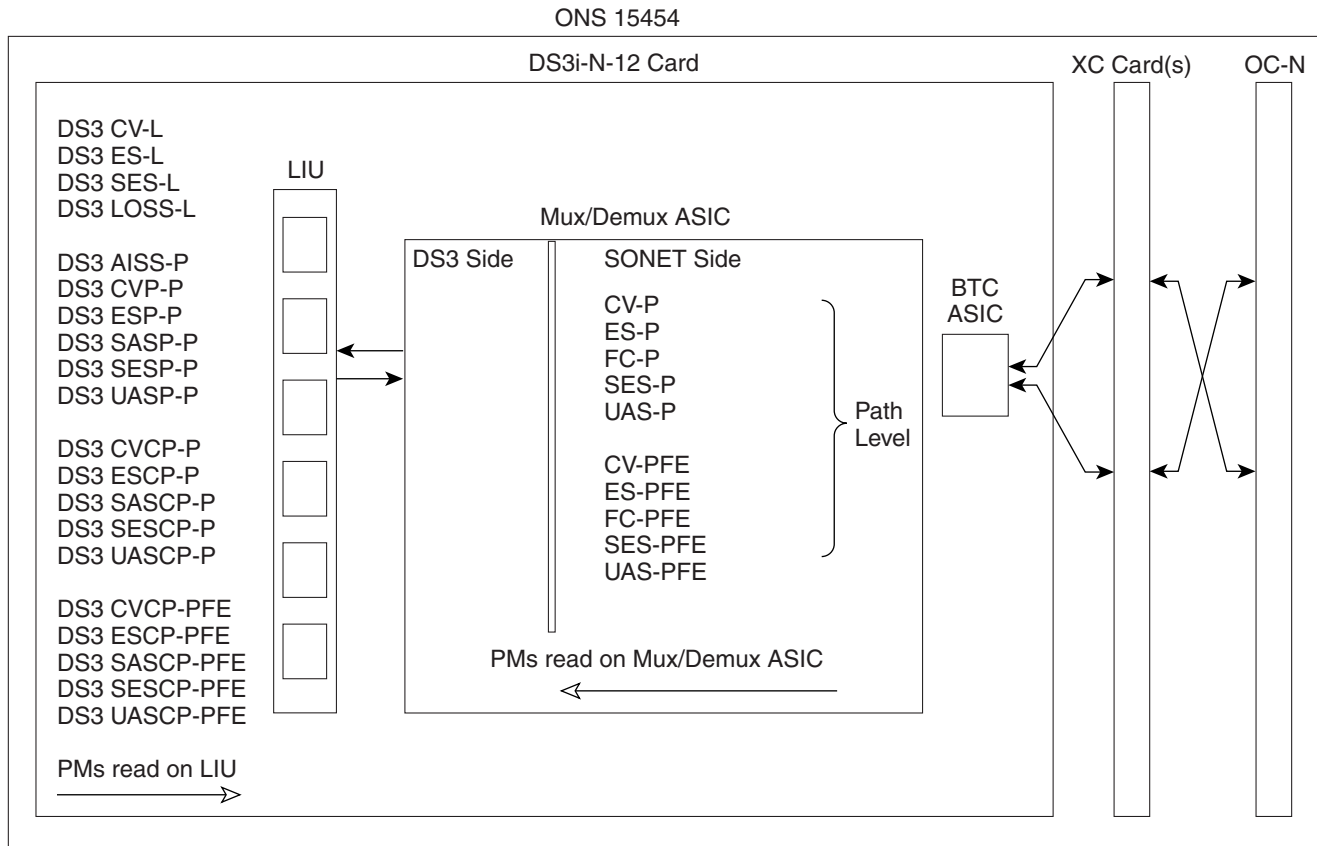 ONS 15454
DS3i-N-12 Card
XC Card(s)
OC-N
DS3 CV-L
DS3 ES-L
DS3 SES-L
DS3 LOSS-L
DS3 AISS-P
DS3 CVP-P
DS3 ESP-P
DS3 SASP-P
DS3 SESP-P
DS3 UASP-P
DS3 CVCP-P
DS3 ESCP-P
DS3 SASCP-P
DS3 SESCP-P
DS3 UASCP-P
DS3 CVCP-PFE
DS3 ESCP-PFE
DS3 SASCP-PFE
DS3 SESCP-PFE
DS3 UASCP-PFE
PMs read on LIU
LIU
Mux/Demux ASIC
DS3 Side
SONET Side
CV-P
ES-P
FC-P
SES-P
UAS-P
CV-PFE
ES-PFE
FC-PFE
SES-PFE
UAS-PFE
Path
Level
PMs read on Mux/Demux ASIC
BTC
ASIC